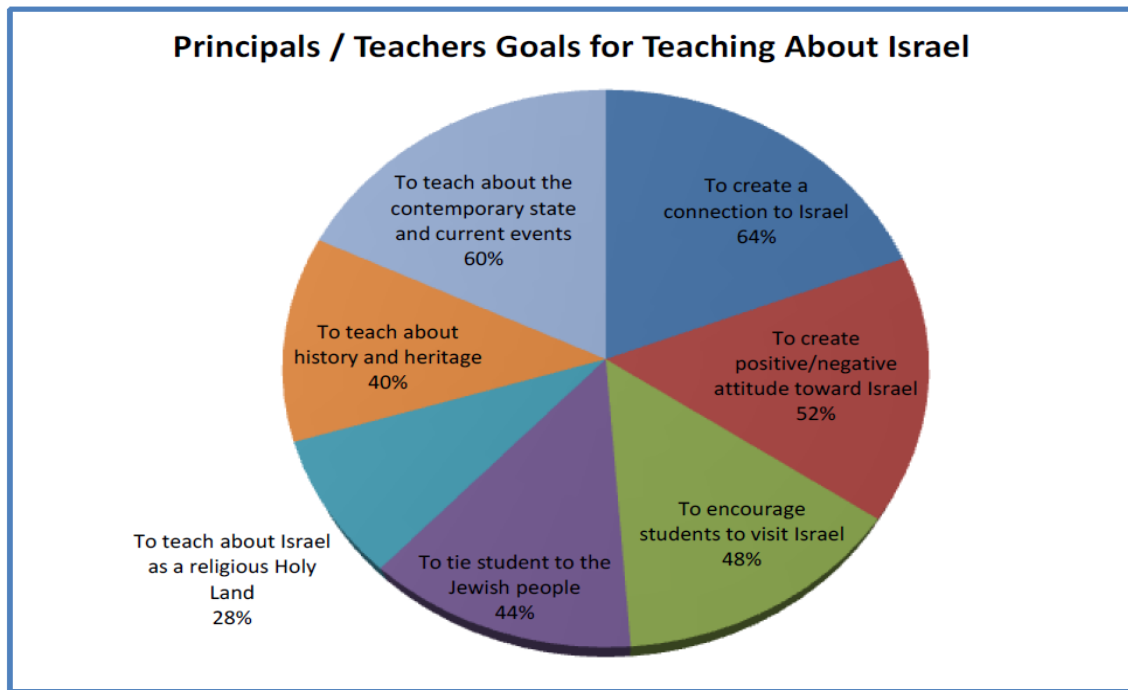 Principals / Teachers Goals for Teaching About Israel
To create a
connection to Israel
64%
To create
positive/negative
attitude toward Israel
52%
To encourage
students to visit Israel
48%
To tie student to the
Jewish people
44%
To teach about Israel
as a religious Holy
Land
28%
To teach about
history and heritage
40%
To teach about the
contemporary state
and current events
60%